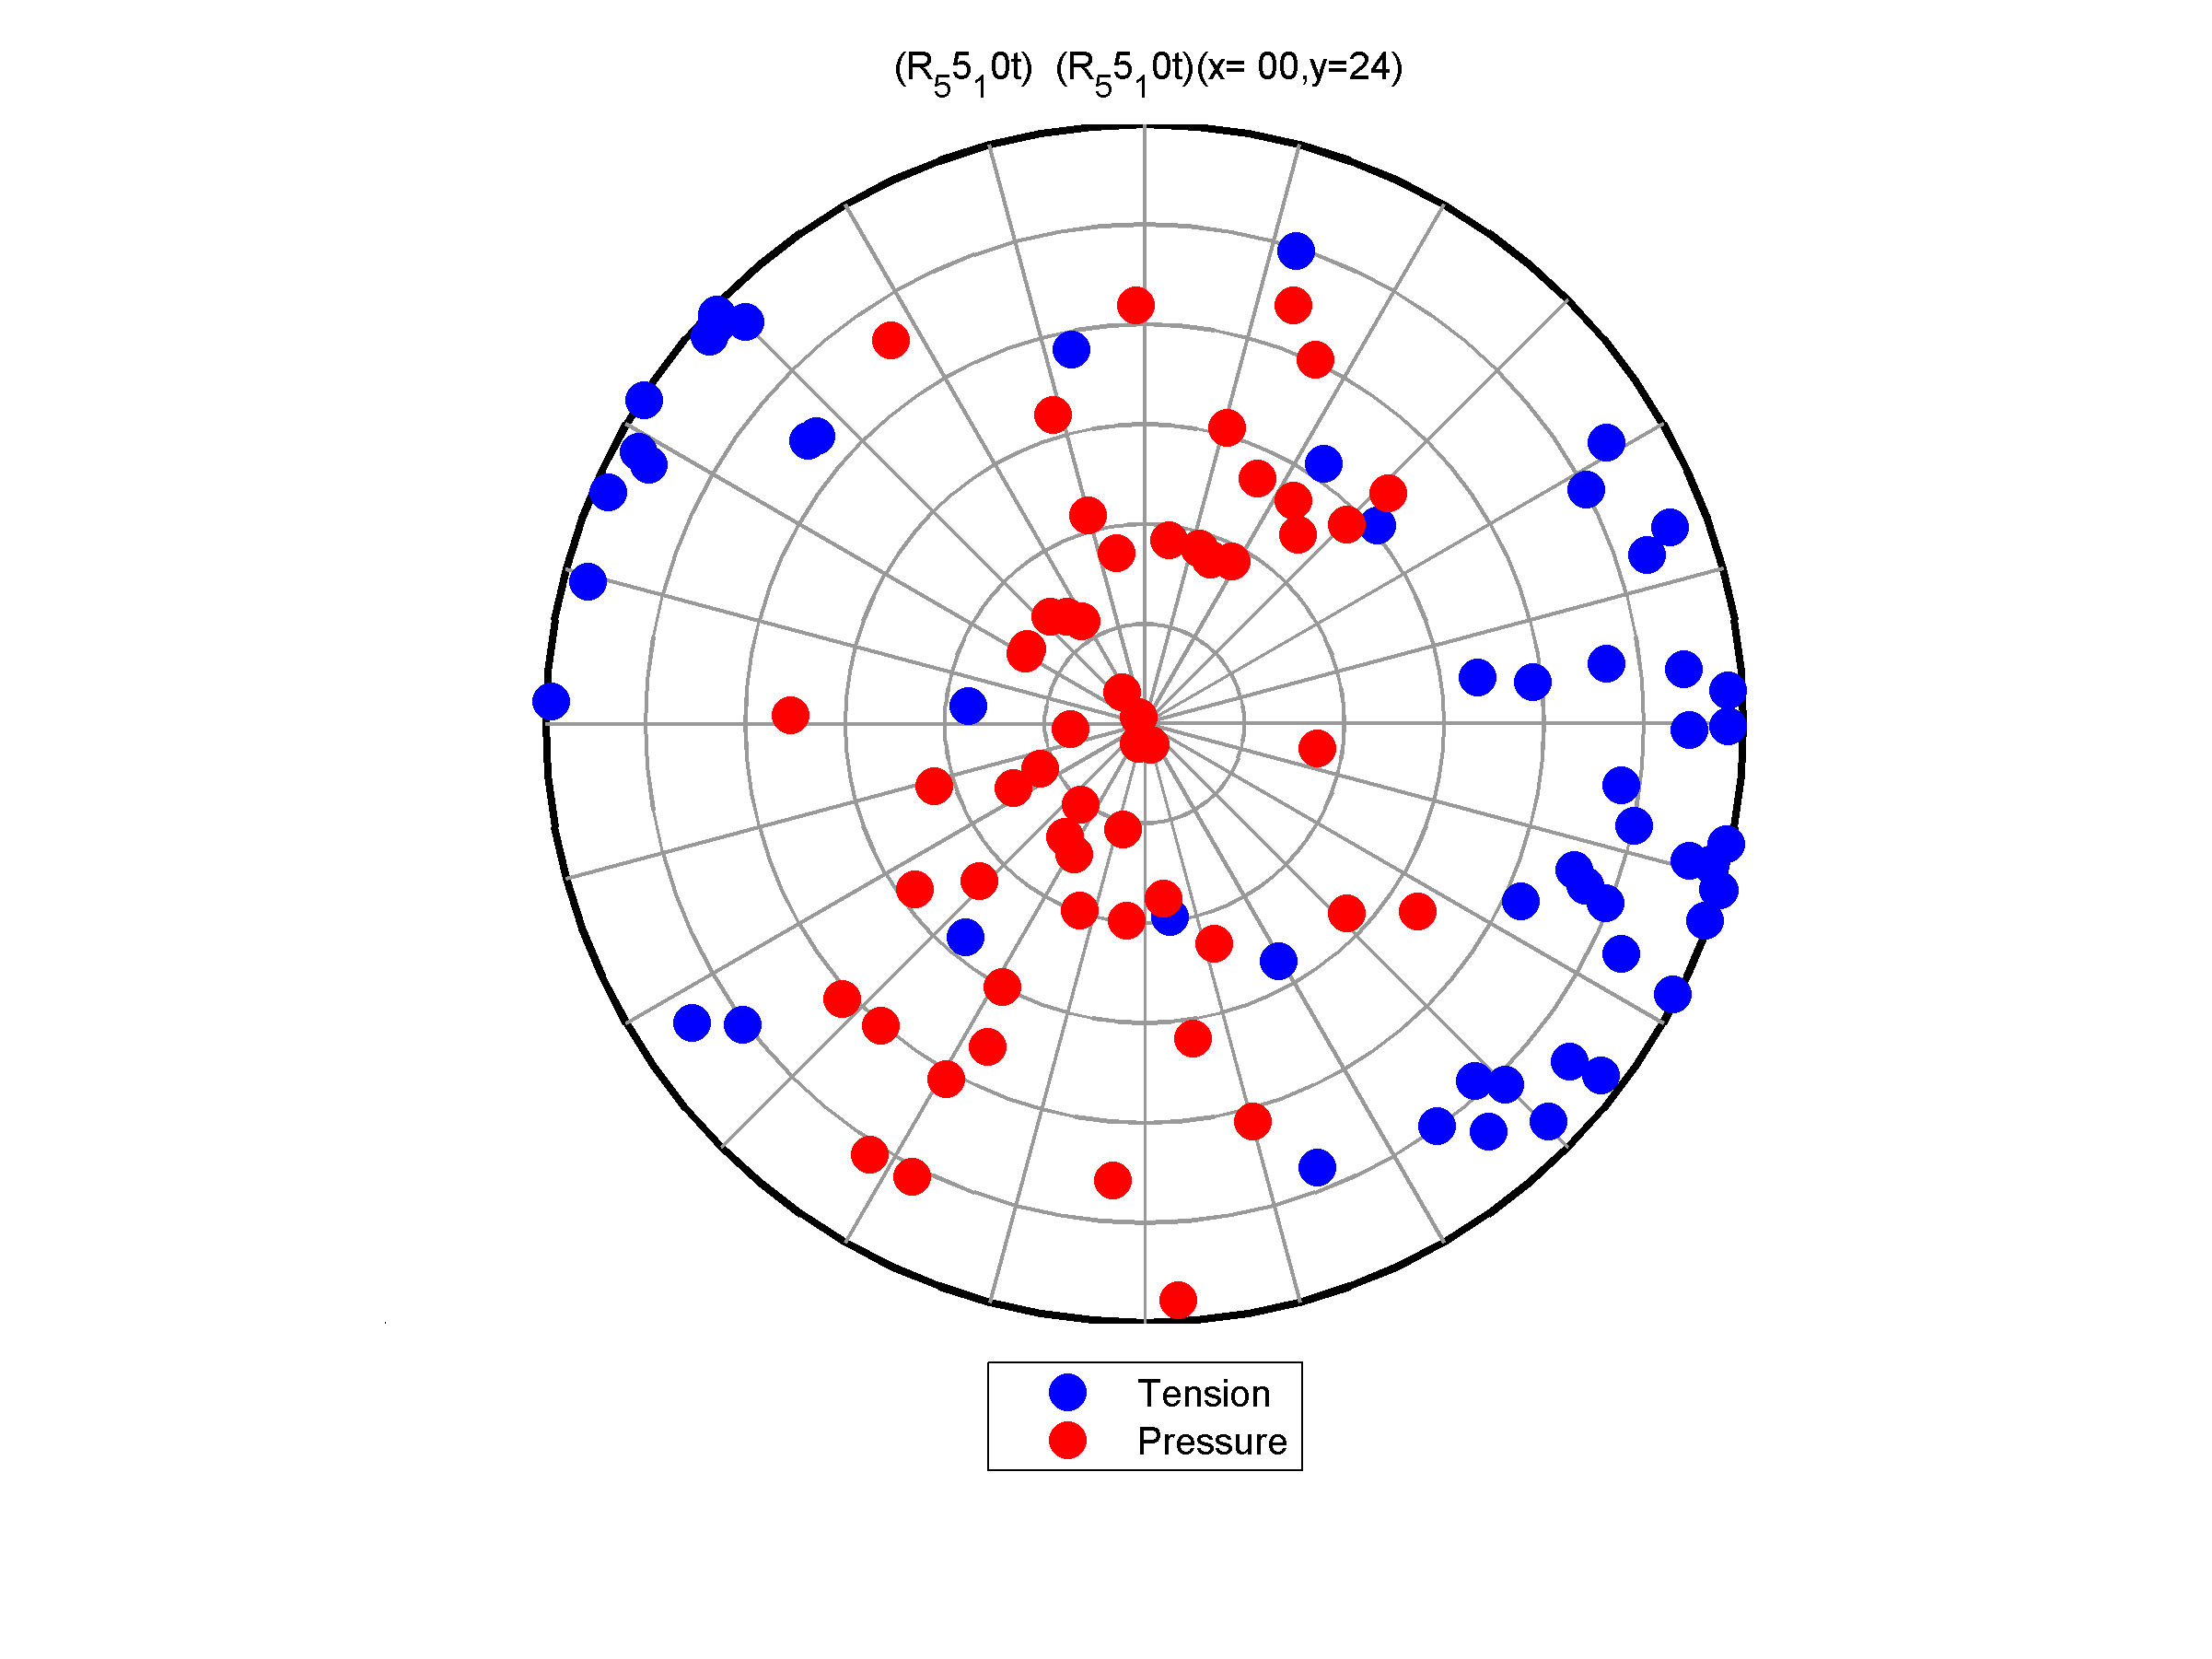 (R₅5₁0t) (R₅5₁0t)(x= 00,y=24)
Tension
Pressure